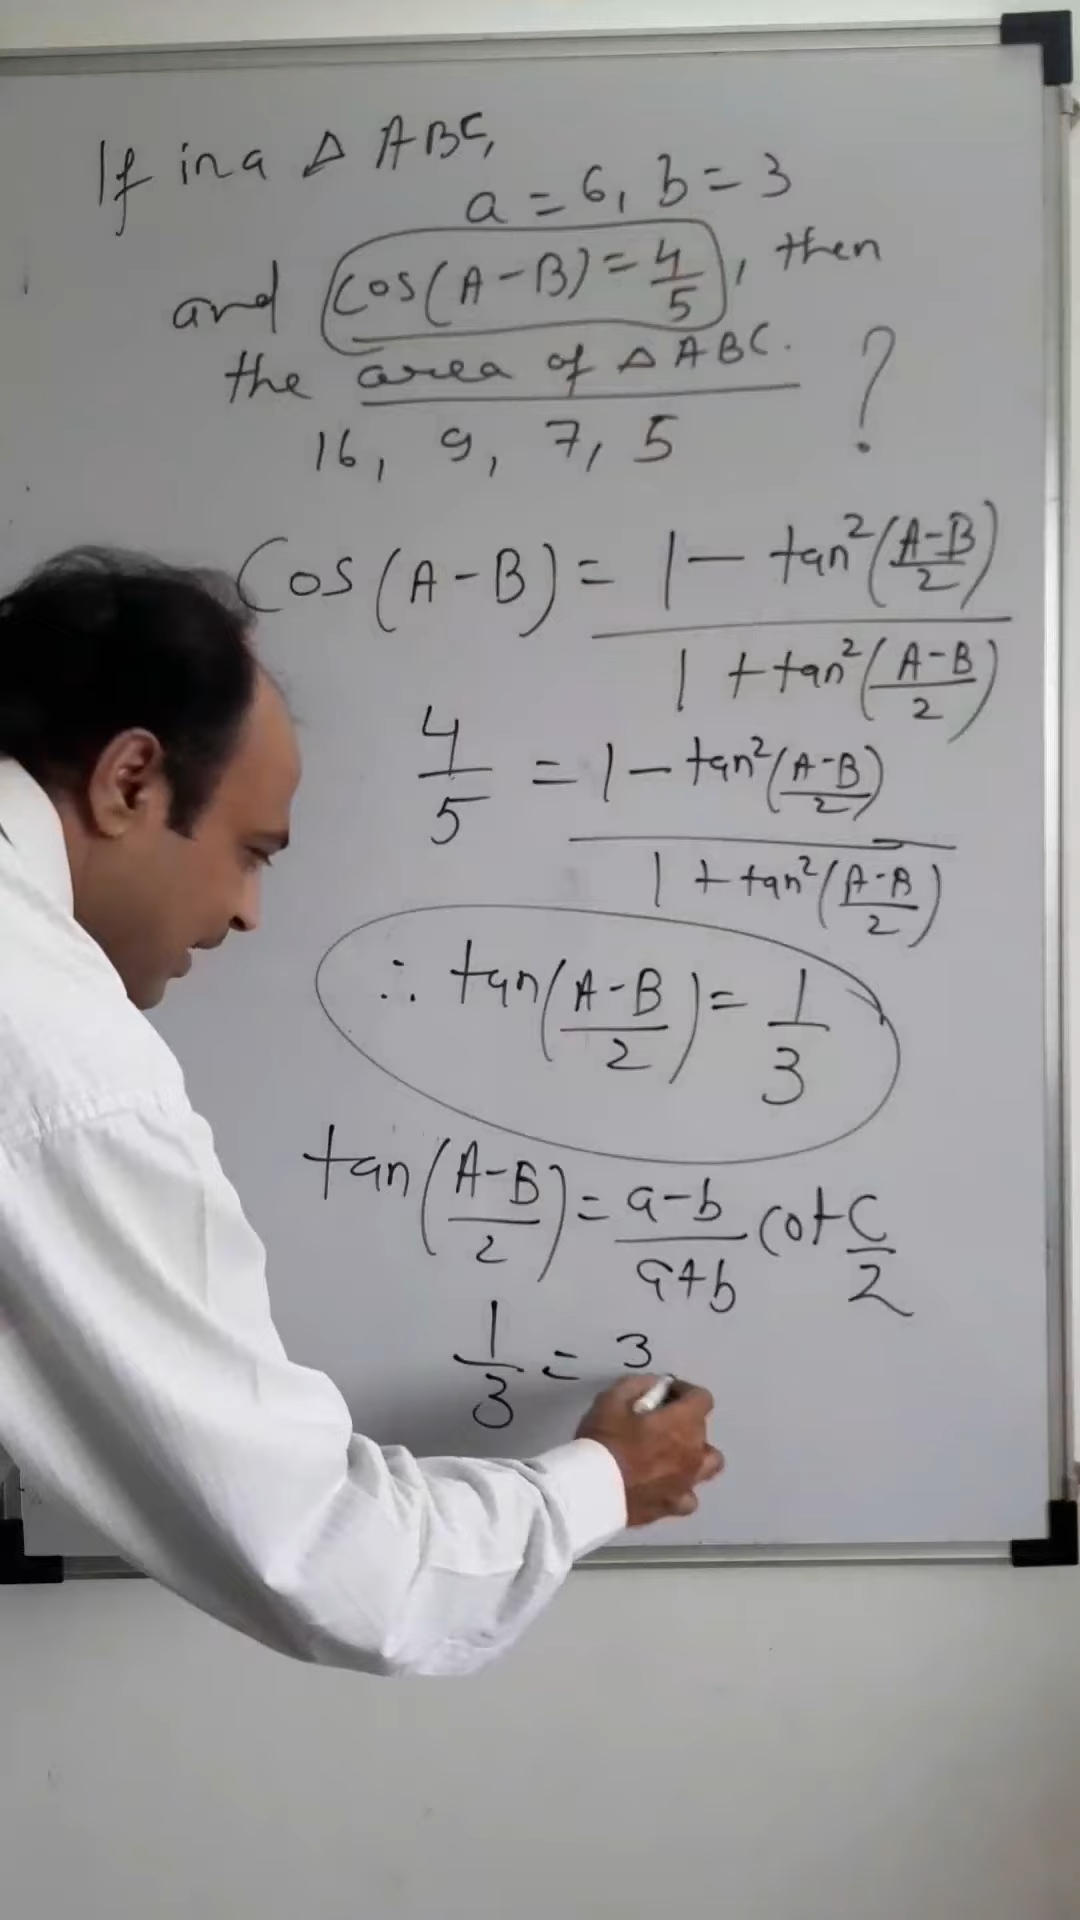 If in a Δ ABC,
a = 6, b = 3
and cos(A-B) = 4/5, then
the area of Δ ABC. ?
16, 9, 7, 5
Cos(A-B) = 1 - tan²((A-B)/2) / 1 + tan²((A-B)/2)
4/5 = 1 - tan²((A-B)/2) / 1 + tan²((A-B)/2)
∴ tan((A-B)/2) = 1/3
tan((A-B)/2) = a-b/a+b cot C/2
1/3 = 3